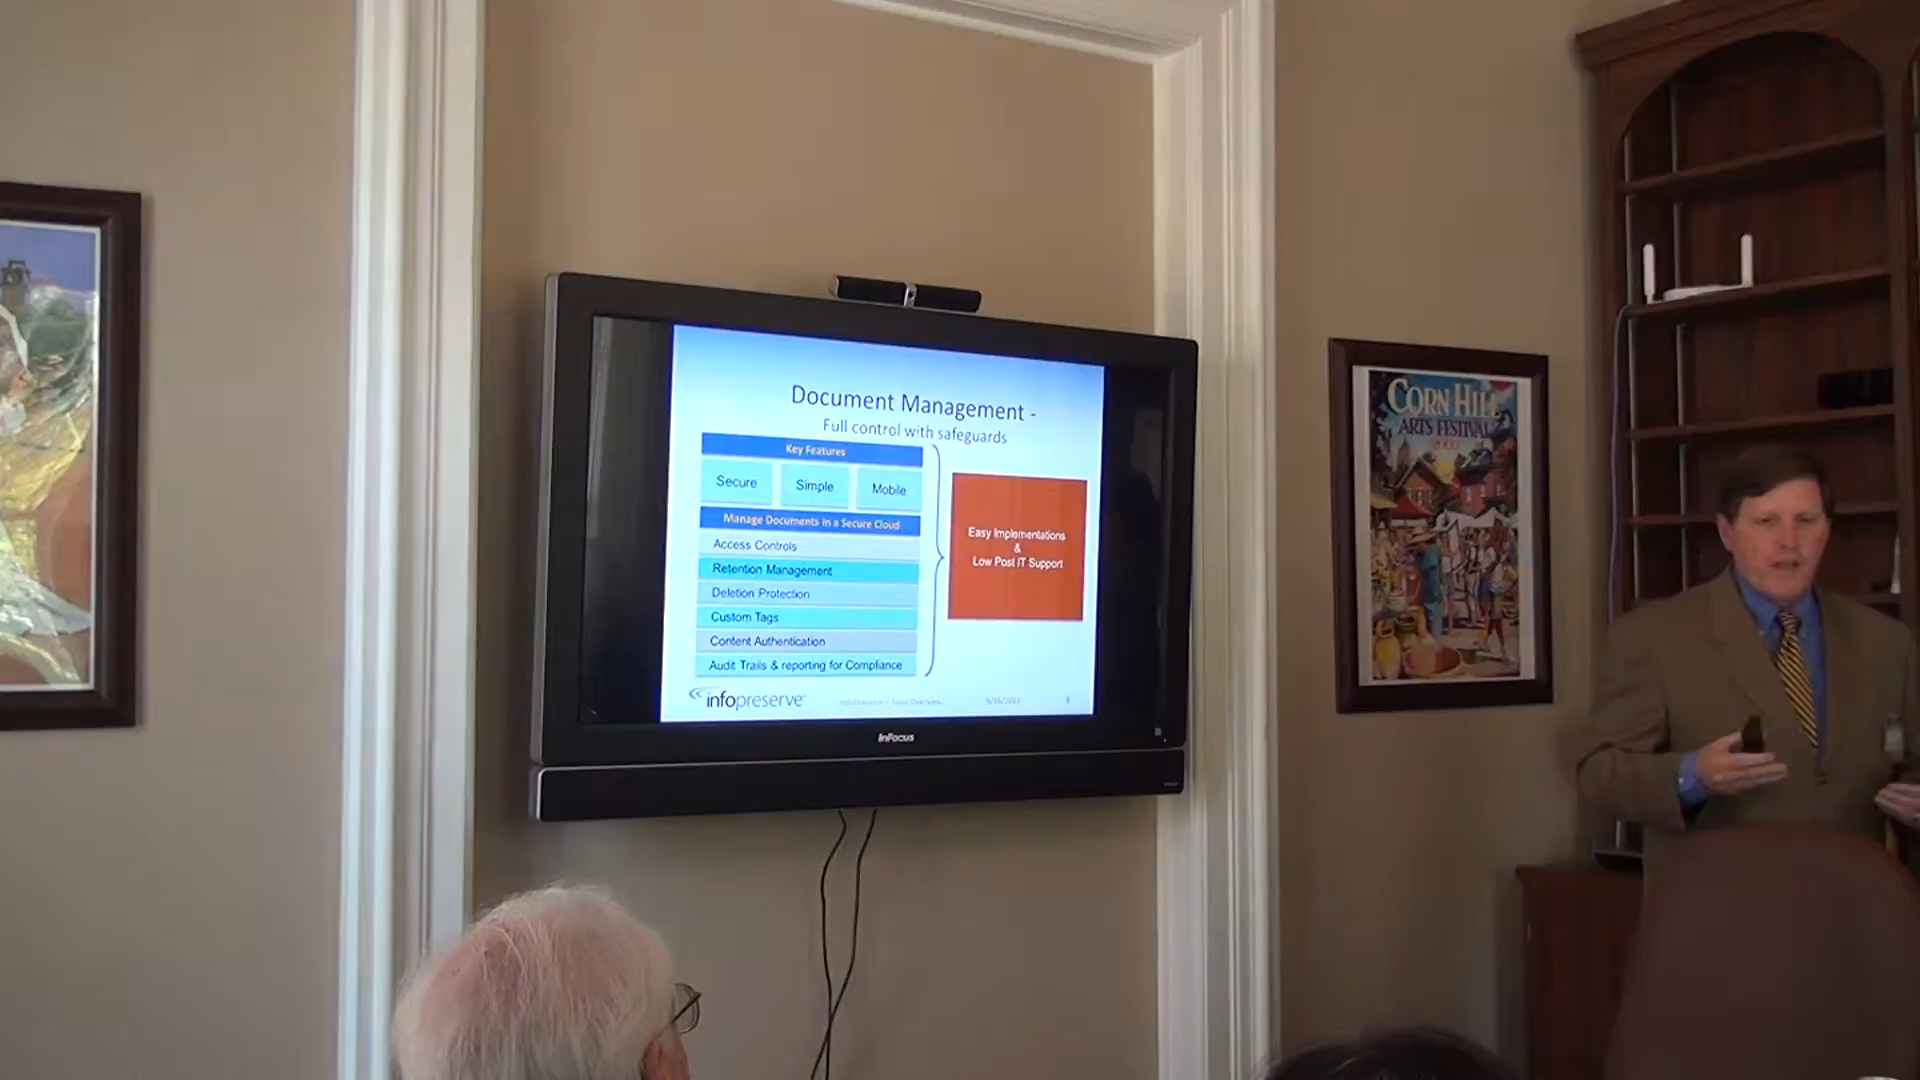 Document Management -
Full control with safeguards
Key Features
Secure
Simple
Mobile
Manage Documents in a Secure Cloud
Access Controls
Retention Management
Deletion Protection
Custom Tags
Content Authentication
Audit Trails & reporting for Compliance
Easy Implementations
&
Low Post IT Support
infopreserve
InFocus
CORN HILL
ARTS FESTIVAL